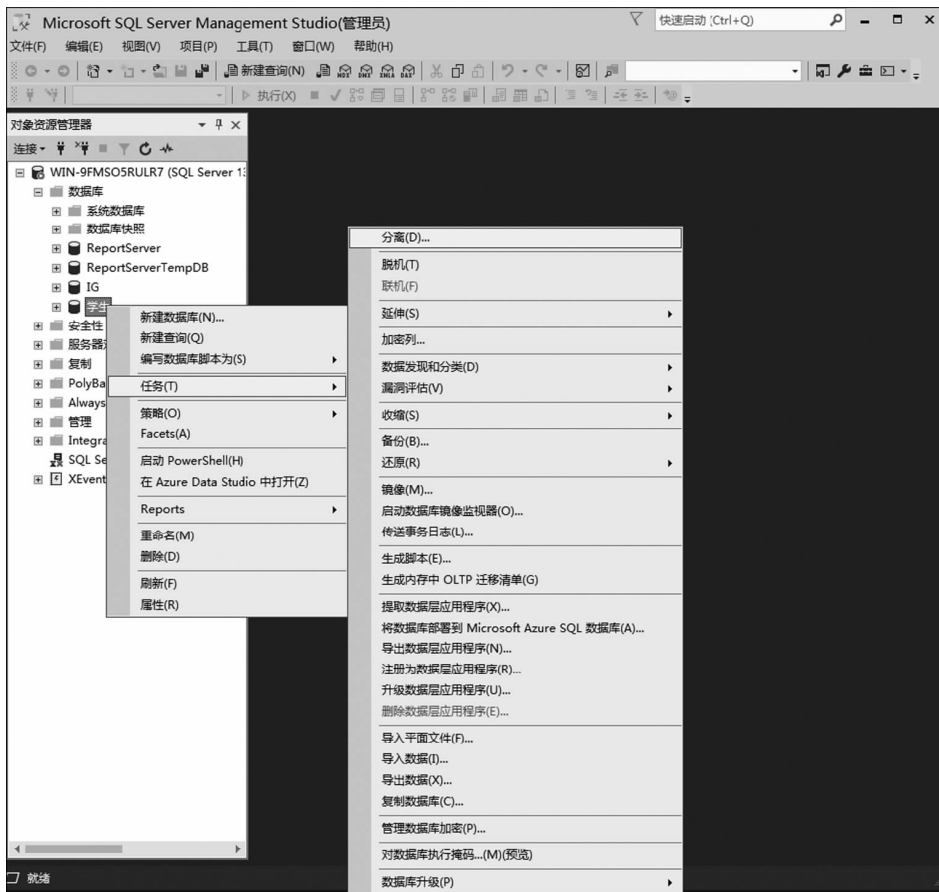 Microsoft SQL Server Management Studio(管理员)
快速启动 (Ctrl+Q)
文件(F) 编辑(E) 视图(V) 项目(P) 工具(T) 窗口(W) 帮助(H)
新建查询(N)
MDX DMX XMLA DAX
执行(X)
对象资源管理器
连接
WIN-9FMSO5RULR7 (SQL Server 13
数据库
系统数据库
数据库快照
ReportServer
ReportServerTempDB
IG
学生
安全性
服务器
复制
PolyBa
Always
管理
Integra
SQL Se
XEvent
新建数据库(N)...
新建查询(Q)
编写数据库脚本为(S)
任务(T)
策略(O)
Facets(A)
启动 PowerShell(H)
在 Azure Data Studio 中打开(Z)
Reports
重命名(M)
删除(D)
刷新(F)
属性(R)
分离(D)...
脱机(T)
联机(F)
延伸(S)
加密列...
数据发现和分类(D)
漏洞评估(V)
收缩(S)
备份(B)...
还原(R)
镜像(M)...
启动数据库镜像监视器(O)...
传送事务日志(L)...
生成脚本(E)...
生成内存中 OLTP 迁移清单(G)
提取数据层应用程序(X)...
将数据库部署到 Microsoft Azure SQL 数据库(A)...
导出数据层应用程序(N)...
注册为数据层应用程序(R)...
升级数据层应用程序(U)...
删除数据层应用程序(E)...
导入平面文件(F)...
导入数据(I)...
导出数据(X)...
复制数据库(C)...
管理数据库加密(P)...
对数据库执行掩码...(M)(预览)
数据库升级(P)
就绪